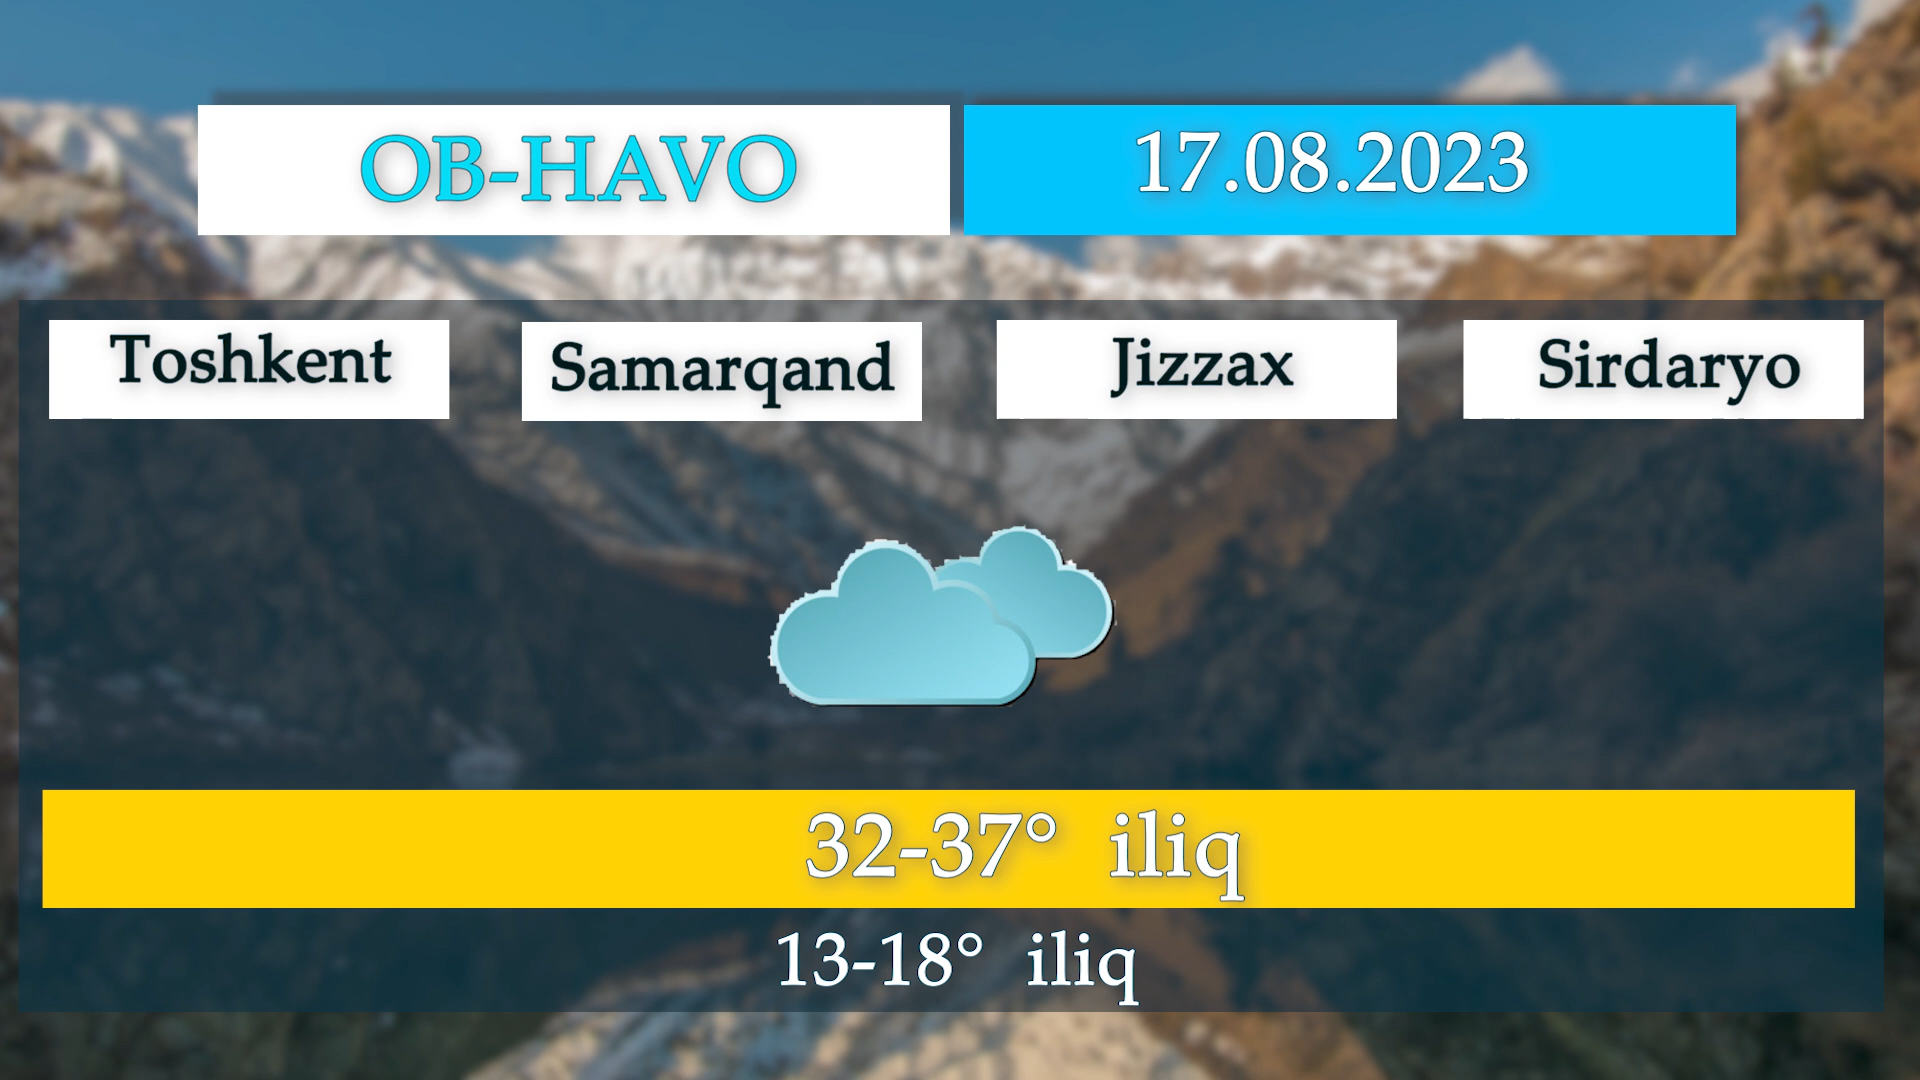 OB-HAVO 17.08.2023
Toshkent Samarqand Jizzax Sirdaryo
32-37° iliq
13-18° iliq